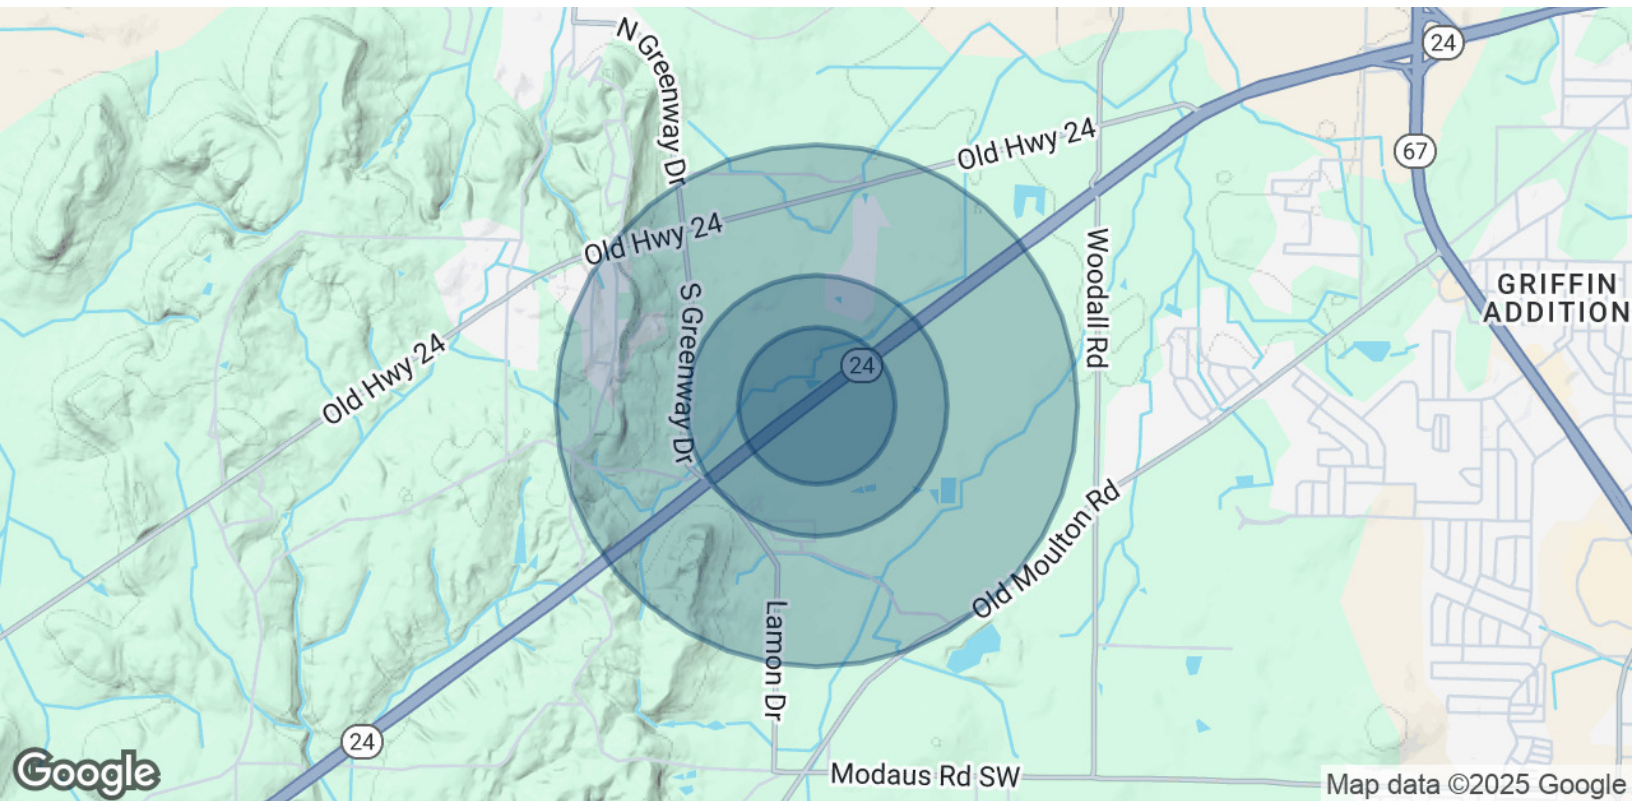 N Greenway Dr
24
Old Hwy 24
67
Old Hwy 24
Woodall Rd
GRIFFIN
ADDITION
S Greenway Dr
24
Old Hwy 24
Old Moulton Rd
Lamon Dr
24
Modaus Rd SW
Google
Map data ©2025 Google